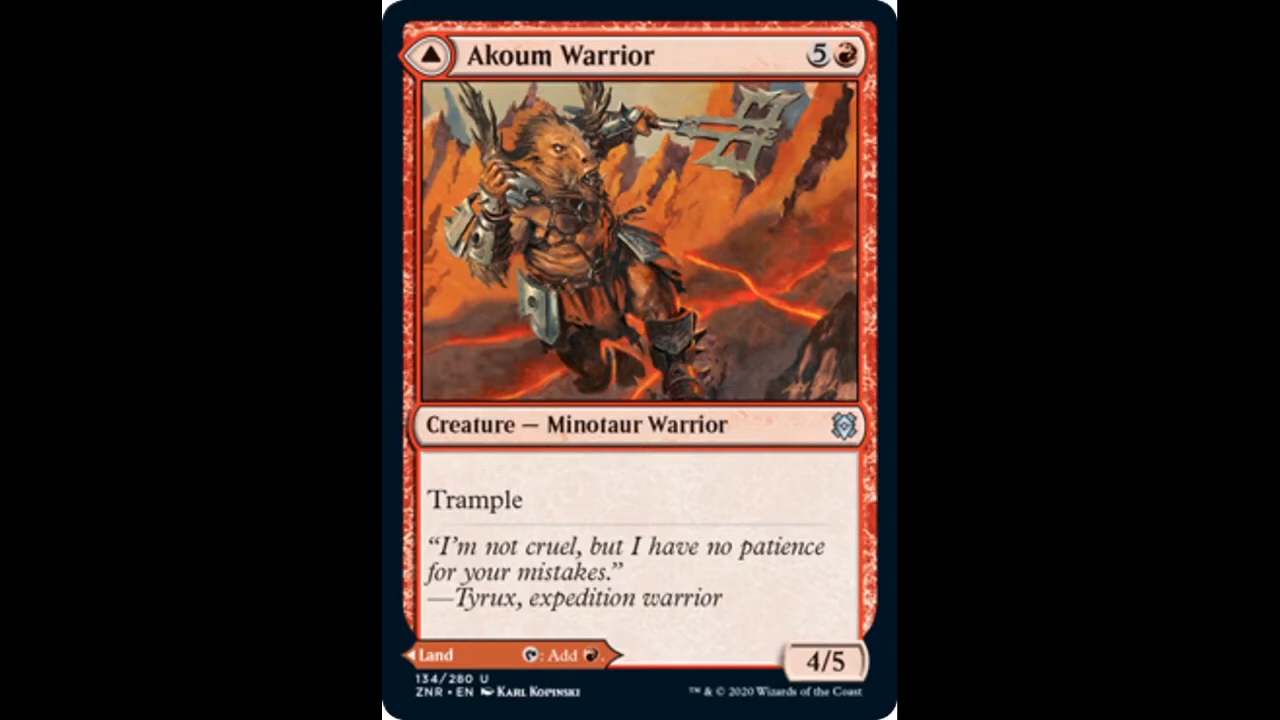 Akoum Warrior 5
Creature — Minotaur Warrior
Trample
“I’m not cruel, but I have no patience
for your mistakes.”
—Tyrux, expedition warrior
Land : Add .
4/5
134/280 U
ZNR • EN Karl Kopinski
™ & © 2020 Wizards of the Coast